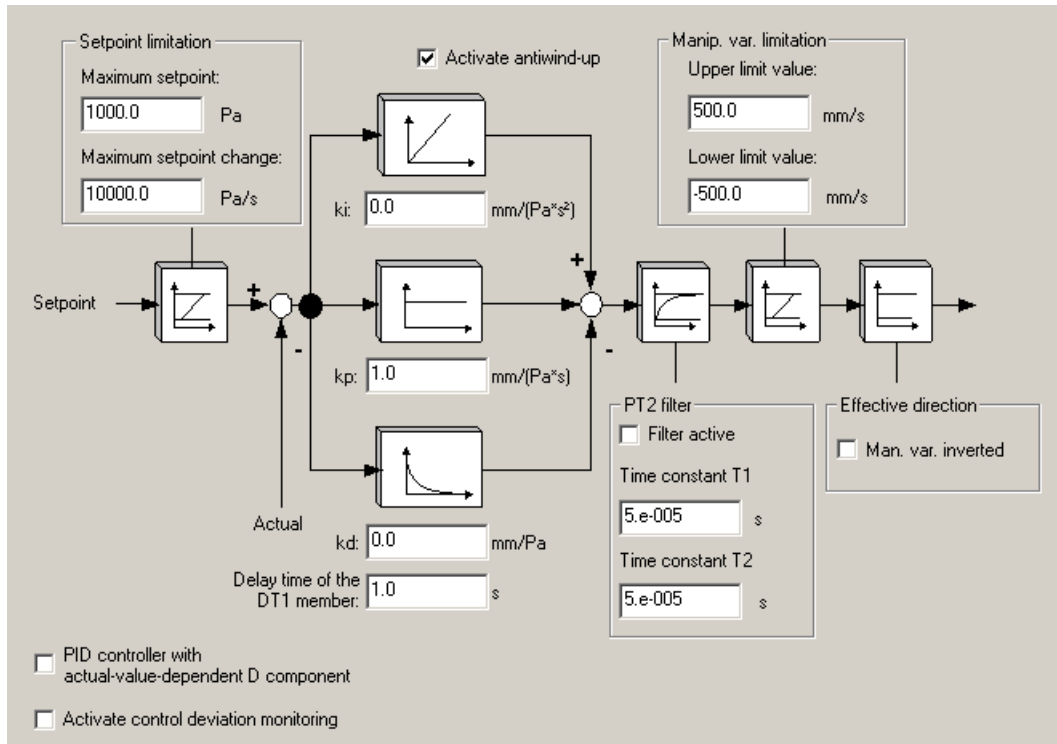 Setpoint limitation
Maximum setpoint:
1000.0 Pa
Maximum setpoint change:
10000.0 Pa/s
Activate antiwind-up
Manip. var. limitation
Upper limit value:
500.0 mm/s
Lower limit value:
-500.0 mm/s
ki: 0.0 mm/(Pa*s²)
Setpoint
+
-
+
-
kp: 1.0 mm/(Pa*s)
Actual
kd: 0.0 mm/Pa
Delay time of the
DT1 member: 1.0 s
PT2 filter
Filter active
Time constant T1
5.e-005 s
Time constant T2
5.e-005 s
Effective direction
Man. var. inverted
PID controller with
actual-value-dependent D component
Activate control deviation monitoring